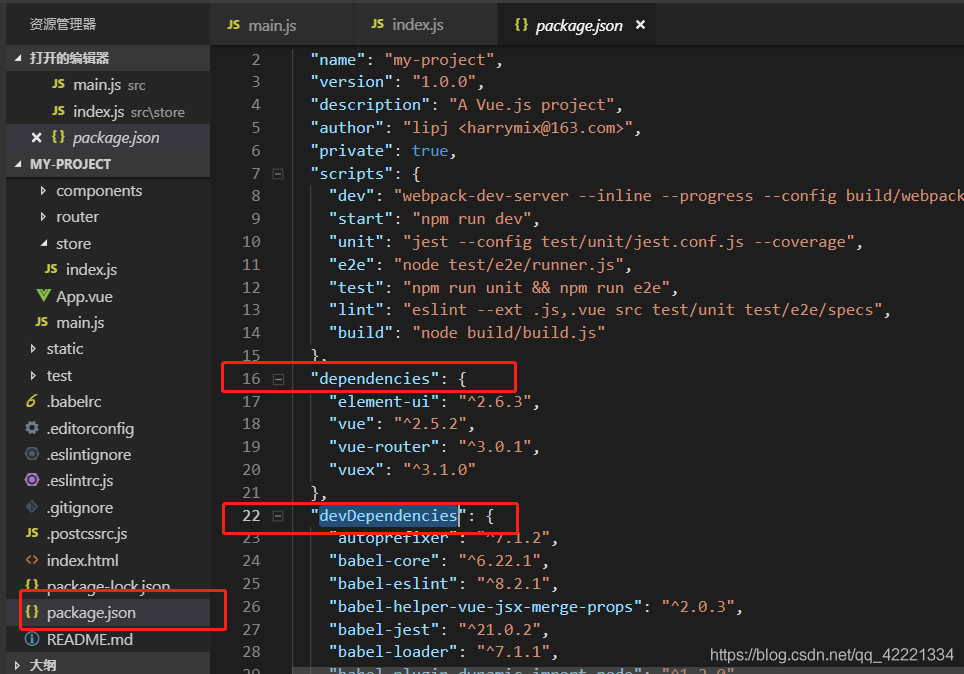 资源管理器
打开的编辑器
JS main.js src
JS index.js src\store
{} package.json
MY-PROJECT
components
router
store
JS index.js
App.vue
JS main.js
static
test
.babelrc
.editorconfig
.eslintignore
.eslintrc.js
.gitignore
JS .postcssrc.js
<> index.html
{} package-lock.json
{} package.json
README.md
大纲
JS main.js JS index.js {} package.json ×
2 "name": "my-project",
3 "version": "1.0.0",
4 "description": "A Vue.js project",
5 "author": "lipj <harrymix@163.com>",
6 "private": true,
7 "scripts": {
8 "dev": "webpack-dev-server --inline --progress --config build/webpack
9 "start": "npm run dev",
10 "unit": "jest --config test/unit/jest.conf.js --coverage",
11 "e2e": "node test/e2e/runner.js",
12 "test": "npm run unit && npm run e2e",
13 "lint": "eslint --ext .js,.vue src test/unit test/e2e/specs",
14 "build": "node build/build.js"
15 },
16 "dependencies": {
17 "element-ui": "^2.6.3",
18 "vue": "^2.5.2",
19 "vue-router": "^3.0.1",
20 "vuex": "^3.1.0"
21 },
22 "devDependencies": {
23 "autoprefixer": "^7.1.2",
24 "babel-core": "^6.22.1",
25 "babel-eslint": "^8.2.1",
26 "babel-helper-vue-jsx-merge-props": "^2.0.3",
27 "babel-jest": "^21.0.2",
28 "babel-loader": "^7.1.1",
https://blog.csdn.net/qq_42221334